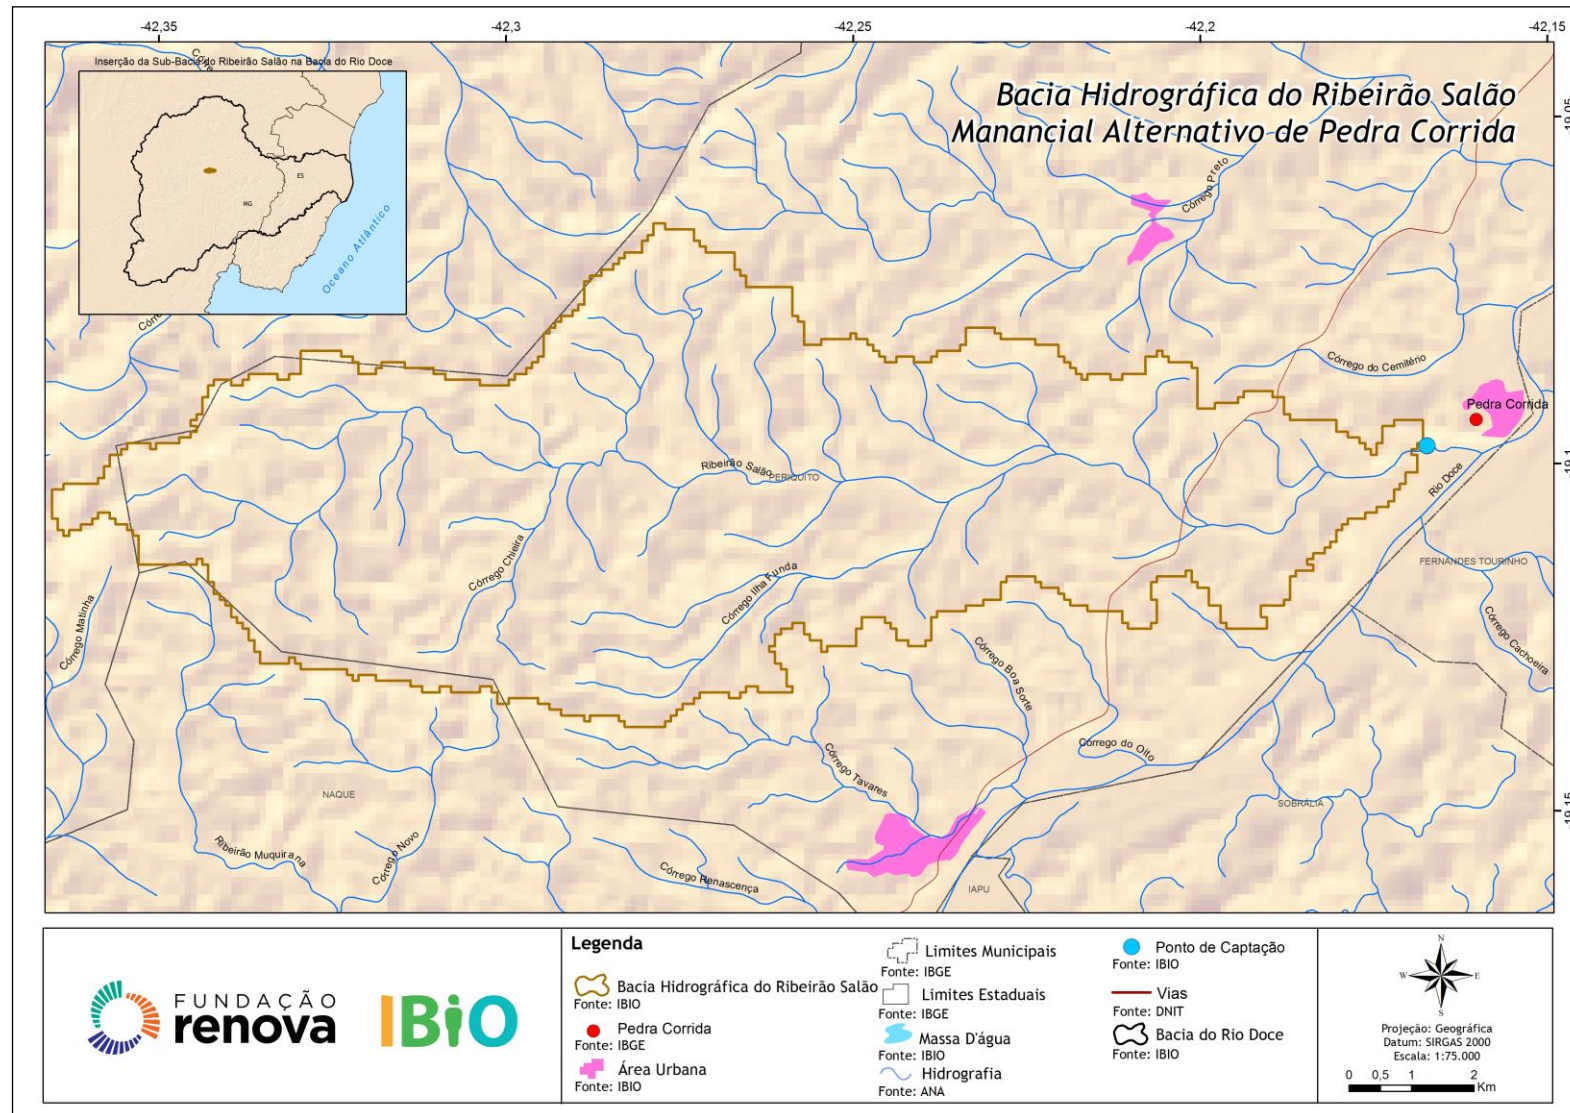 -42,35
-42,3
-42,25
-42,2
-42,15
Inserção da Sub-Bacia do Ribeirão Salão na Bacia do Rio Doce
ES
MG
Oceano Atlântico
Bacia Hidrográfica do Ribeirão Salão
Manancial Alternativo de Pedra Corrida
-19,05
Córrego Preto
Córrego do Cemitério
Pedra Corrida
-19,1
Ribeirão Salão
PERIQUITO
Rio Doce
Córrego Chieira
Córrego Ilha Funda
FERNANDES TOURINHO
Córrego Matinha
Córrego Cachoeira
Córrego Boa Sorte
Córrego do Oito
Córrego Tavares
NAQUE
SOBRÁLIA
-19,15
Ribeirão Muquirana
Córrego Novo
Córrego Renascença
IAPU
FUNDAÇÃO
renova
IBiO
Legenda
Bacia Hidrográfica do Ribeirão Salão
Fonte: IBIO
Pedra Corrida
Fonte: IBGE
Área Urbana
Fonte: IBIO
Limites Municipais
Fonte: IBGE
Limites Estaduais
Fonte: IBGE
Massa D'água
Fonte: IBIO
Hidrografia
Fonte: ANA
Ponto de Captação
Fonte: IBIO
Vias
Fonte: DNIT
Bacia do Rio Doce
Fonte: IBIO
N
W
E
S
Projeção: Geográfica
Datum: SIRGAS 2000
Escala: 1:75.000
0 0,5 1 2
Km